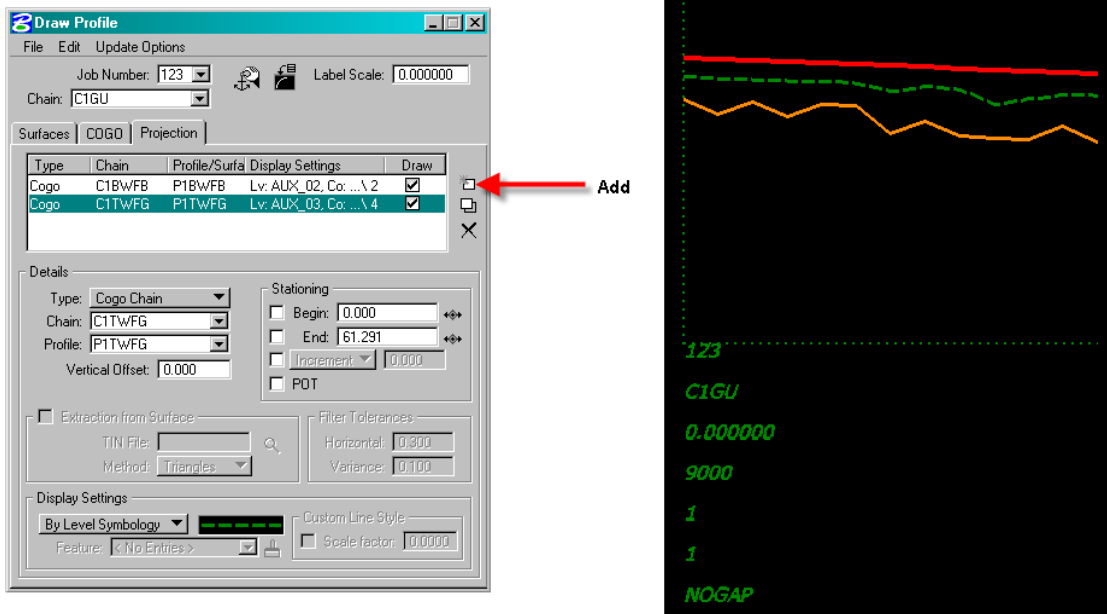 Draw Profile
File Edit Update Options
Job Number: 123 Label Scale: 0.000000
Chain: C1GU
Surfaces COGO Projection
Type Chain Profile/Surfa Display Settings Draw
Cogo C1BWFB P1BWFB Lv: AUX_02, Co: ...\ 2
Cogo C1TWFG P1TWFG Lv: AUX_03, Co: ...\ 4
Add
Details
Type: Cogo Chain
Chain: C1TWFG
Profile: P1TWFG
Vertical Offset: 0.000
Stationing
Begin: 0.000
End: 61.291
Increment 0.000
POT
Extraction from Surface
TIN File:
Method: Triangles
Filter Tolerances
Horizontal: 0.300
Variance: 0.100
Display Settings
By Level Symbology
Feature: < No Entries >
Custom Line Style
Scale factor: 0.0000
123
C1GU
0.000000
9000
1
1
NOGAP